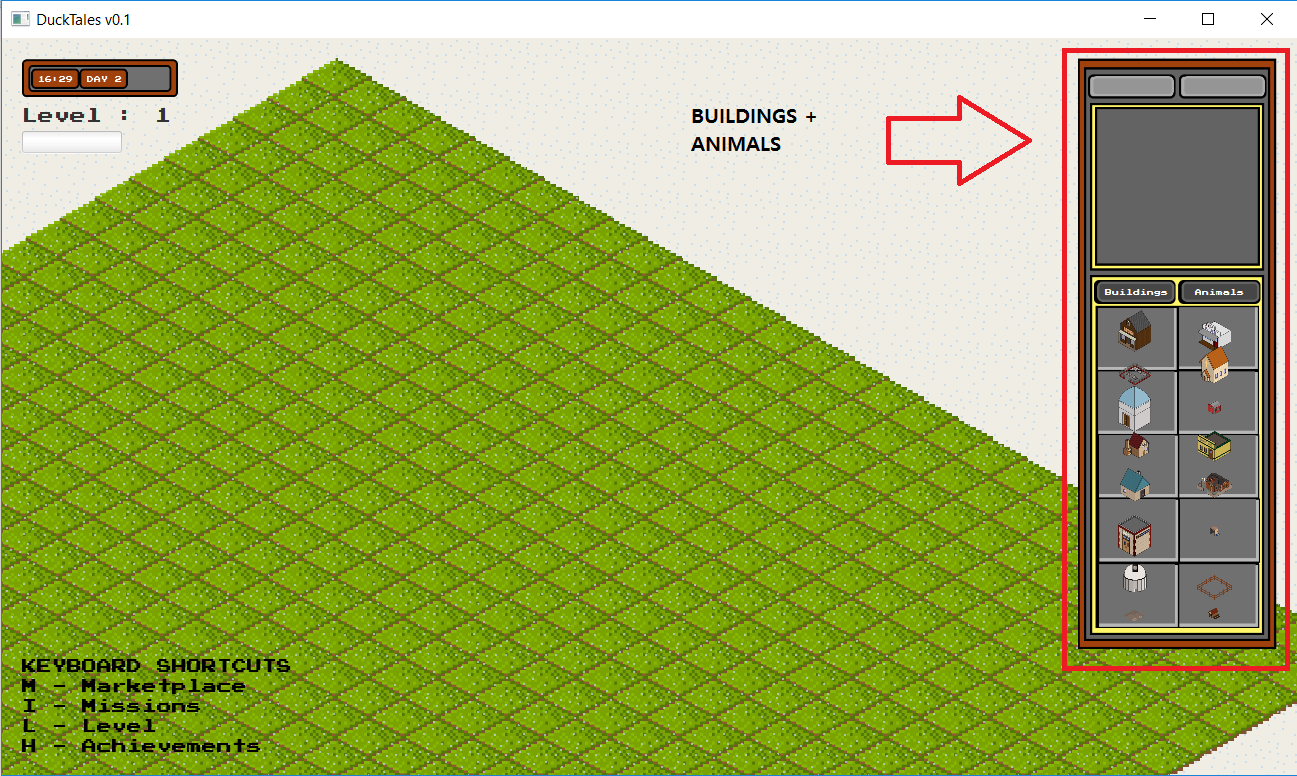 DuckTales v0.1
16:29 DAY 2
Level : 1
BUILDINGS +
ANIMALS
Buildings Animals
KEYBOARD SHORTCUTS
M - Marketplace
I - Missions
L - Level
H - Achievements